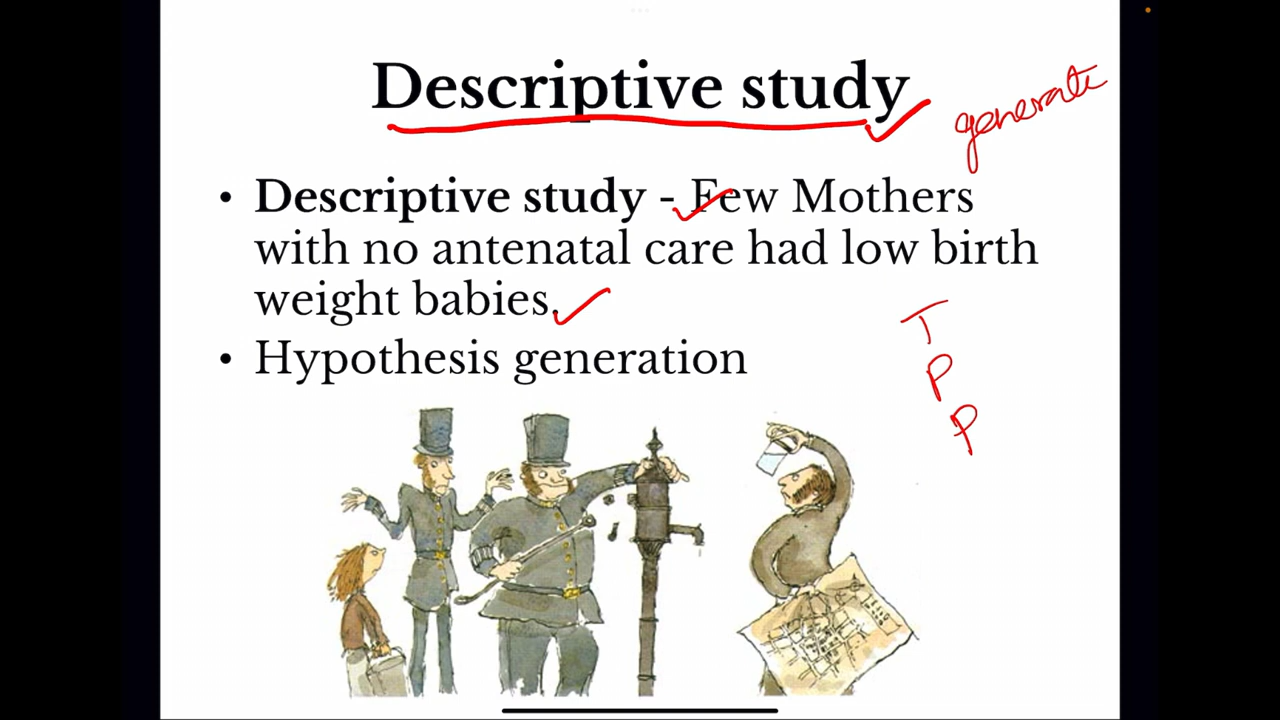 Descriptive study
generate
• Descriptive study - Few Mothers
with no antenatal care had low birth
weight babies.
• Hypothesis generation
T
P
P